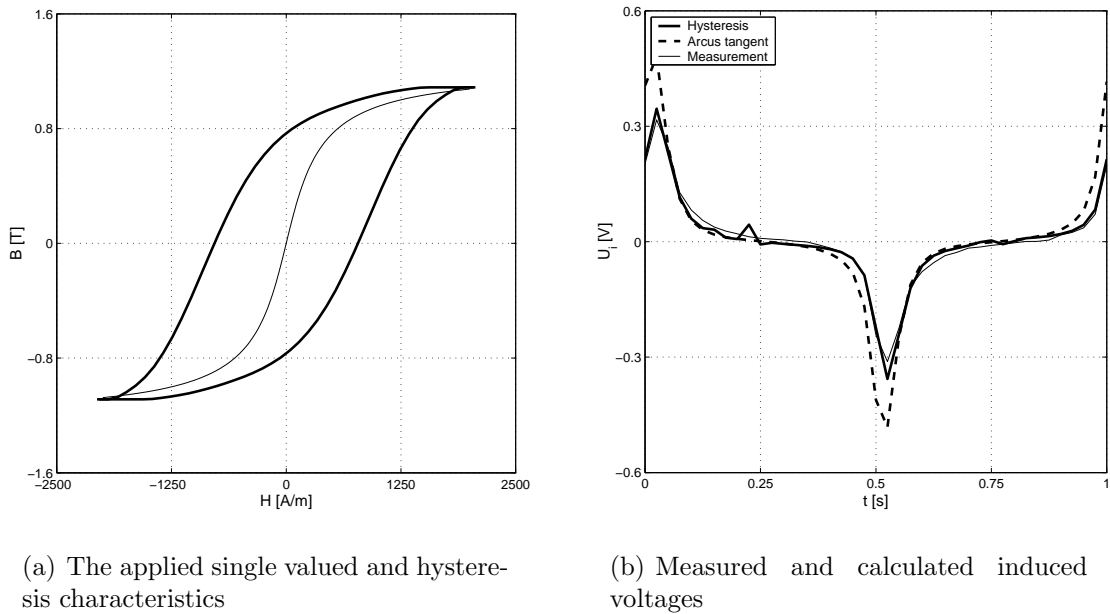 1.6
0.8
0
−0.8
−1.6
B [T]
−2500
−1250
0
1250
2500
H [A/m]
(a) The applied single valued and hystere-
sis characteristics
0.6
0.3
0
−0.3
−0.6
U_i [V]
Hysteresis
Arcus tangent
Measurement
0
0.25
0.5
0.75
1
t [s]
(b) Measured and calculated induced
voltages